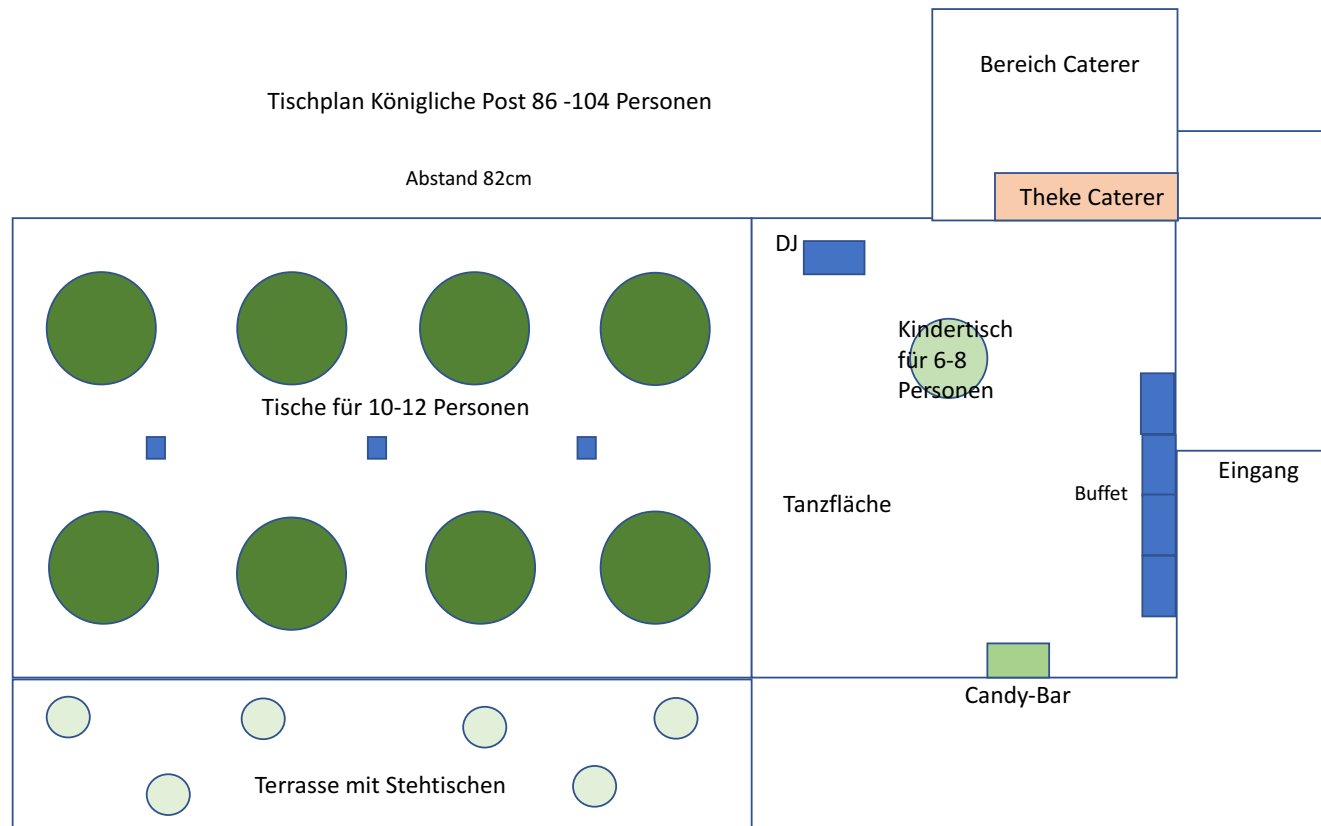 Bereich Caterer
Tischplan Königliche Post 86 -104 Personen
Abstand 82cm
Theke Caterer
DJ
Kindertisch
für 6-8
Personen
Tische für 10-12 Personen
Eingang
Buffet
Tanzfläche
Candy-Bar
Terrasse mit Stehtischen